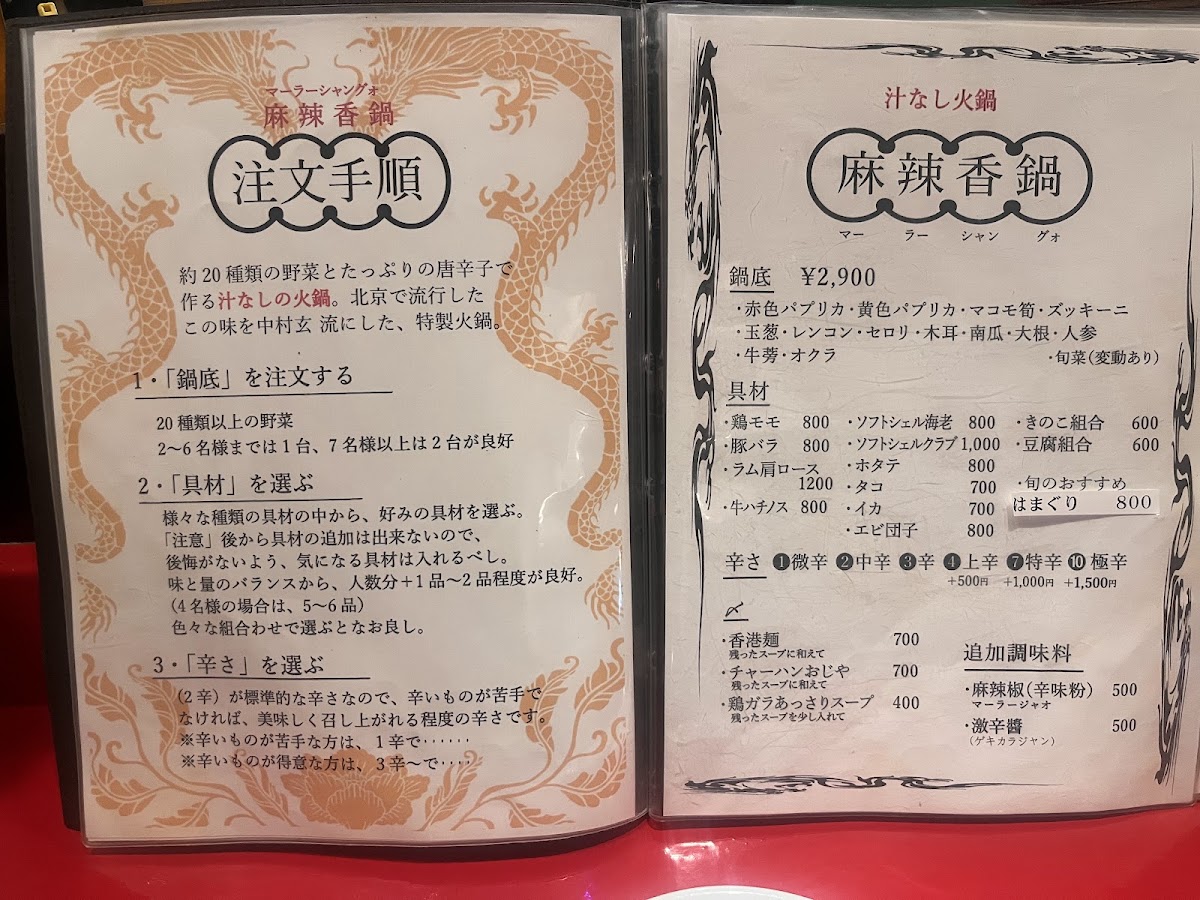 マーラーシャングォ
麻辣香鍋
注文手順
約20種類の野菜とたっぷりの唐辛子で
作る汁なしの火鍋。北京で流行した
この味を中村玄 流にした、特製火鍋。
1・「鍋底」を注文する
20種類以上の野菜
2〜6名様までは1台、7名様以上は2台が良好
2・「具材」を選ぶ
様々な種類の具材の中から、好みの具材を選ぶ。
「注意」後から具材の追加は出来ないので、
後悔がないよう、気になる具材は入れるべし。
味と量のバランスから、人数分+1品〜2品程度が良好。
(4名様の場合は、5〜6品)
色々な組合わせで選ぶとなお良し。
3・「辛さ」を選ぶ
(2辛)が標準的な辛さなので、辛いものが苦手で
なければ、美味しく召し上がれる程度の辛さです。
※辛いものが苦手な方は、1辛で‥‥‥
※辛いものが得意な方は、3辛〜で‥‥
汁なし火鍋
麻辣香鍋
マー ラー シャン グォ
鍋底 ¥2,900
・赤色パプリカ・黄色パプリカ・マコモ筍・ズッキーニ
・玉葱・レンコン・セロリ・木耳・南瓜・大根・人参
・牛蒡・オクラ ・旬菜(変動あり)
具材
・鶏モモ 800
・豚バラ 800
・ラム肩ロース
1200
・牛ハチノス 800
・ソフトシェル海老 800
・ソフトシェルクラブ 1,000
・ホタテ 800
・タコ 700
・イカ 700
・エビ団子 800
・きのこ組合 600
・豆腐組合 600
・旬のおすすめ
はまぐり 800
辛さ ❶微辛 ❷中辛 ❸辛 ❹上辛 ❼特辛 ❿極辛
+500円 +1,000円 +1,500円
〆
・香港麺 700
残ったスープに和えて
・チャーハンおじや 700
残ったスープに和えて
・鶏ガラあっさりスープ 400
残ったスープを少し入れて
追加調味料
・麻辣椒(辛味粉) 500
マーラージャオ
・激辛醬 500
(ゲキカラジャン)